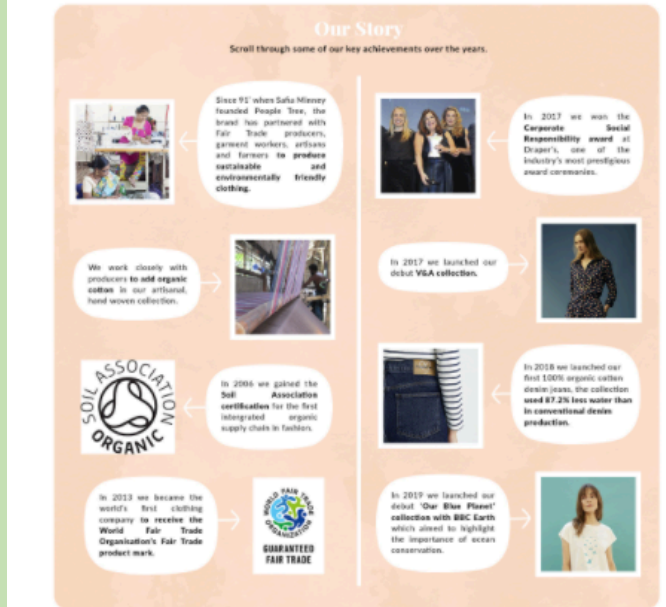 Our Story
Scroll through some of our key achievements over the years.
Since 91' when Safia Minney
founded People Tree, the
brand has partnered with
Fair Trade producers,
garment workers, artisans
and farmers to produce
sustainable and
environmentally friendly
clothing.
We work closely with
producers to add organic
cotton in our artisanal,
hand woven collection.
SOIL ASSOCIATION
ORGANIC
In 2006 we gained the
Soil Association
certification for the first
intergrated organic
supply chain in fashion.
In 2013 we became the
world's first clothing
company to receive the
World Fair Trade
Organisation's Fair Trade
product mark.
WORLD FAIR TRADE
ORGANIZATION
GUARANTEED
FAIR TRADE
In 2017 we won the
Corporate Social
Responsibility award at
Draper's, one of the
industry's most prestigious
award ceremonies.
In 2017 we launched our
debut V&A collection.
In 2018 we launched our
first 100% organic cotton
denim jeans, the collection
used 87.2% less water than
in conventional denim
production.
In 2019 we launched our
debut 'Our Blue Planet'
collection with BBC Earth
which aimed to highlight
the importance of ocean
conservation.